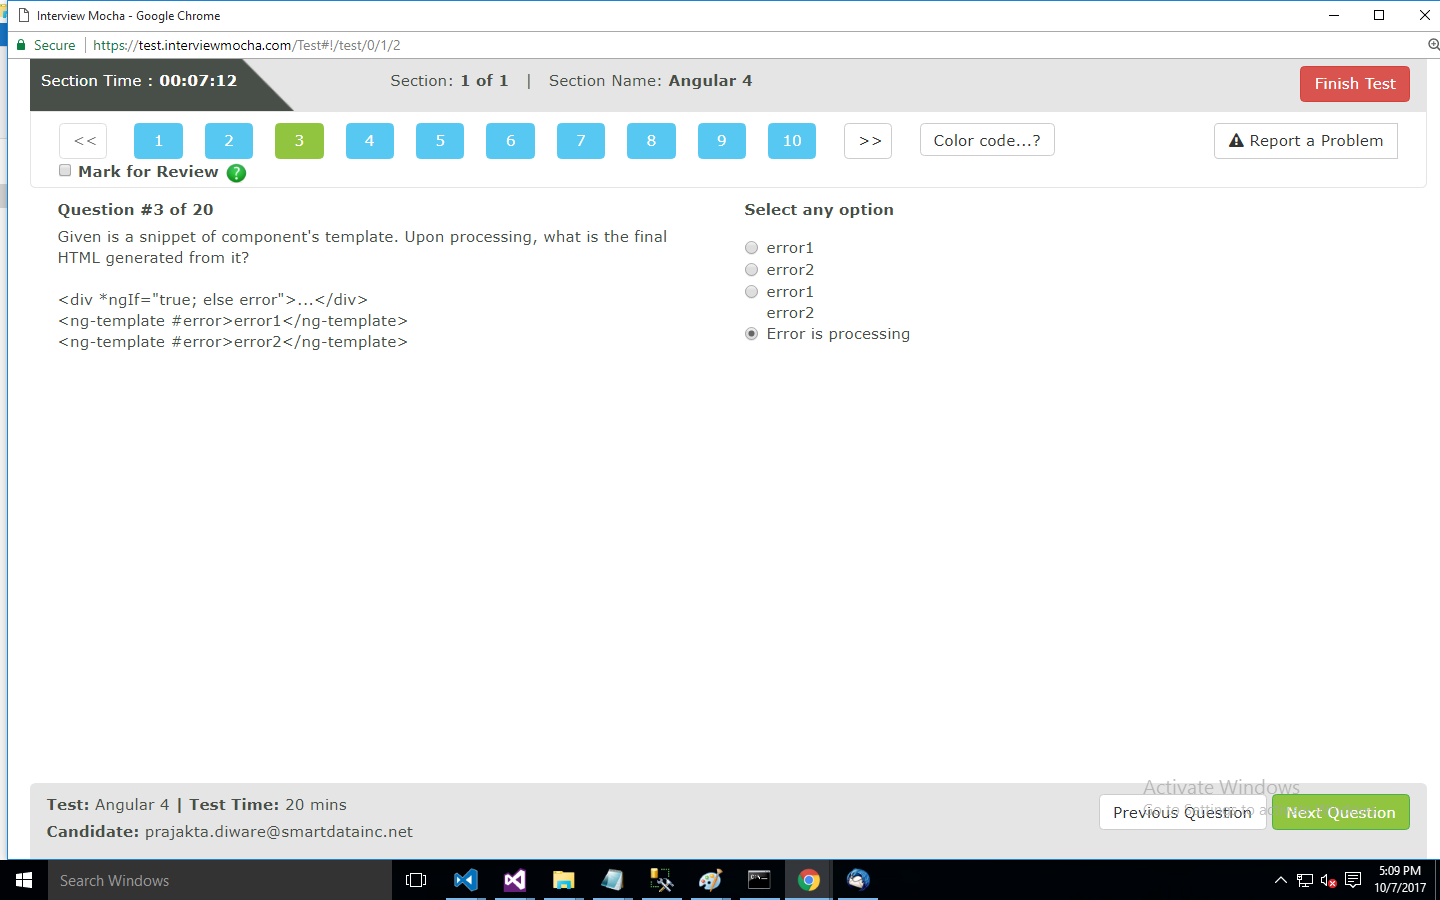 Interview Mocha - Google Chrome
Secure https://test.interviewmocha.com/Test#!/test/0/1/2
Section Time : 00:07:12 Section: 1 of 1 | Section Name: Angular 4 Finish Test
<< 1 2 3 4 5 6 7 8 9 10 >> Color code...? Report a Problem
Mark for Review ?
Question #3 of 20
Given is a snippet of component's template. Upon processing, what is the final
HTML generated from it?
<div *ngIf="true; else error">...</div>
<ng-template #error>error1</ng-template>
<ng-template #error>error2</ng-template>
Select any option
error1
error2
error1
error2
Error is processing
Test: Angular 4 | Test Time: 20 mins
Candidate: prajakta.diware@smartdatainc.net
Activate Windows
Go to Settings to
Previous Question Next Question
Search Windows
5:09 PM
10/7/2017